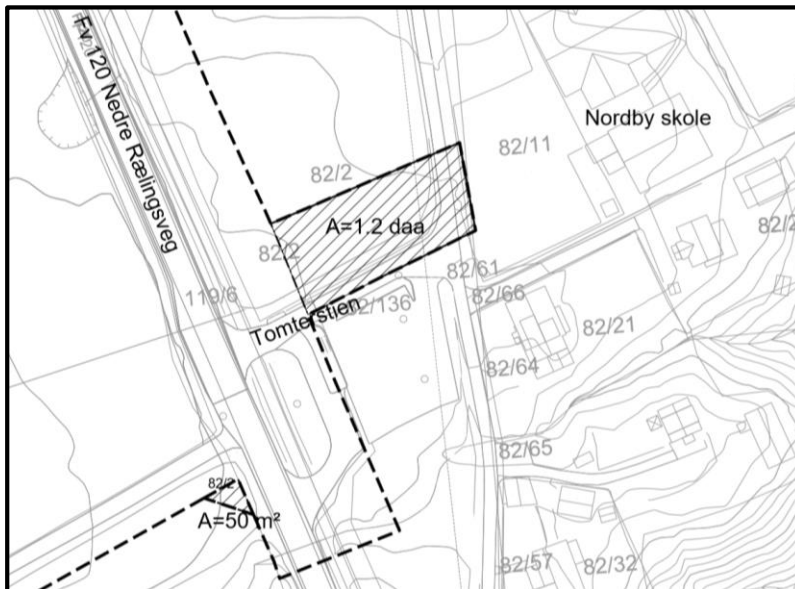 Fv 120 Nedre Rælingsveg
Nordby skole
82/11
82/2
A=1.2 daa
82/2
82/2
82/61
119/6
82/66
82/136
Tomterstien
82/21
82/64
82/65
82/2
A=50 m²
82/57
82/32